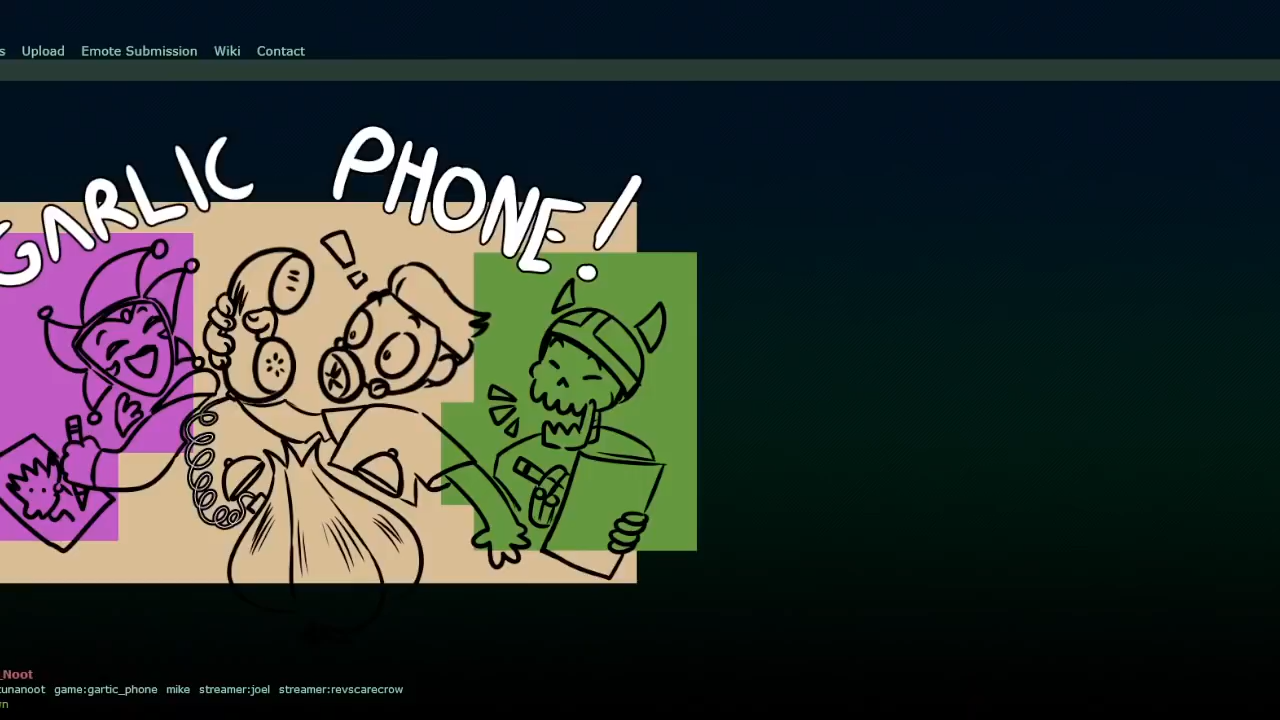 Upload Emote Submission Wiki Contact
GARLIC PHONE!
_Noot
game:gartic_phone mike streamer:joel streamer:revscarecrow